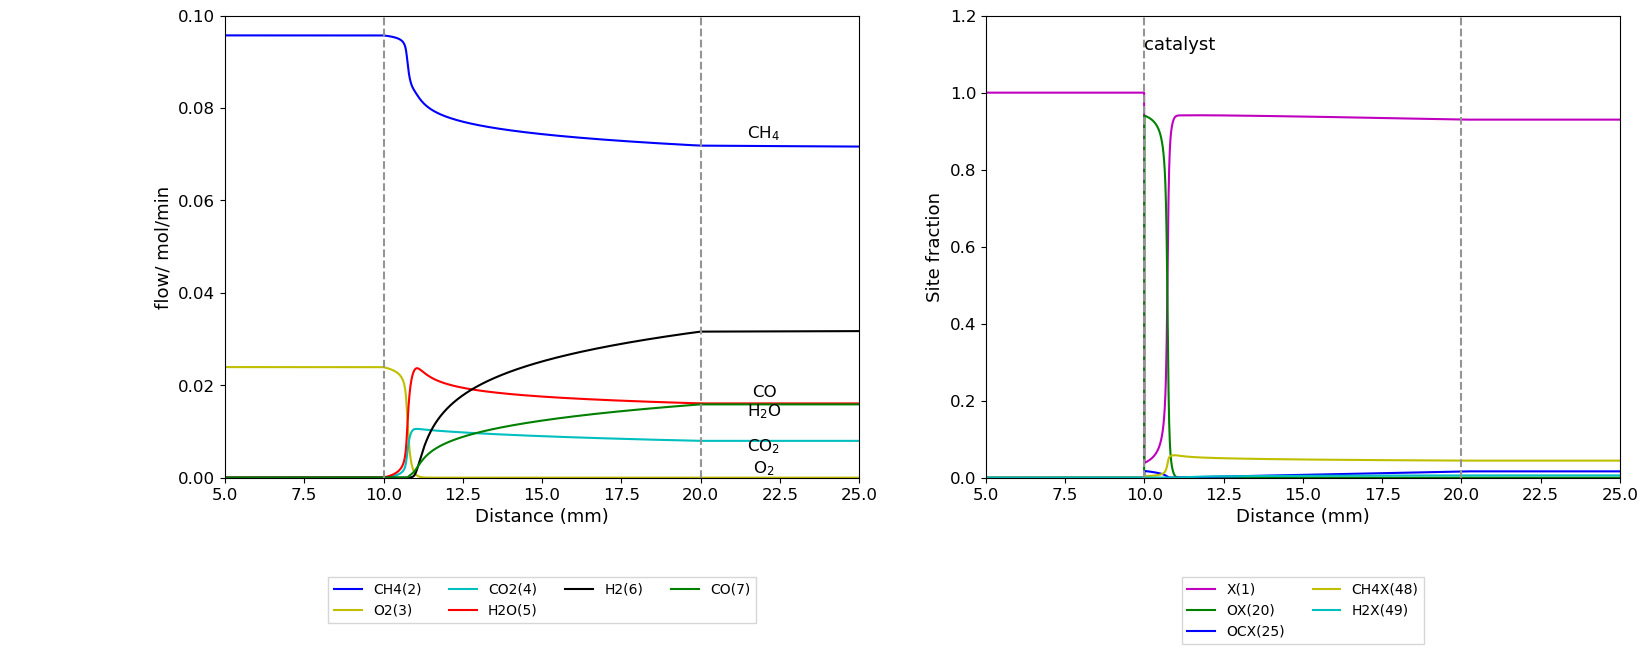 0.10
0.08
0.06
0.04
0.02
0.00
flow/ mol/min
CH₄
CO
H₂O
CO₂
O₂
5.0 7.5 10.0 12.5 15.0 17.5 20.0 22.5 25.0
Distance (mm)
CH4(2) CO2(4) H2(6) CO(7)
O2(3) H2O(5)
1.2
1.0
0.8
0.6
0.4
0.2
0.0
Site fraction
catalyst
5.0 7.5 10.0 12.5 15.0 17.5 20.0 22.5 25.0
Distance (mm)
X(1) CH4X(48)
OX(20) H2X(49)
OCX(25)